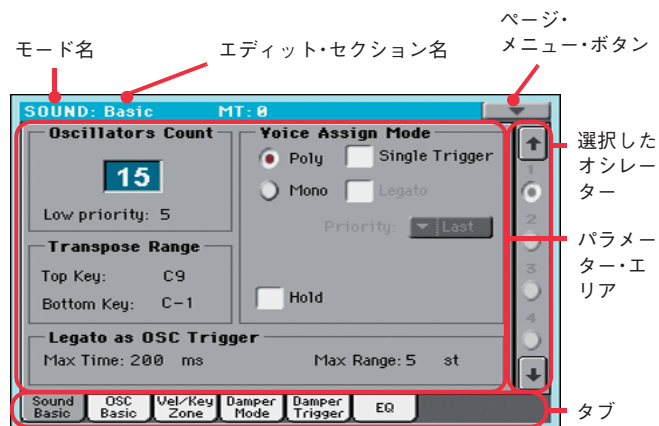 ページ・
メニュー・ボタン
モード名
エディット・セクション名
SOUND: Basic MT: 0
Oscillators Count
15
Low priority: 5
Transpose Range
Top Key: C9
Bottom Key: C-1
Voice Assign Mode
Poly Single Trigger
Mono Legato
Priority: Last
Hold
Legato as OSC Trigger
Max Time: 200 ms Max Range: 5 st
1
2
3
4
選択した
オシレー
ター
パラメー
ター・エ
リア
Sound Basic
OSC Basic
Vel/Key Zone
Damper Mode
Damper Trigger
EQ
タブ